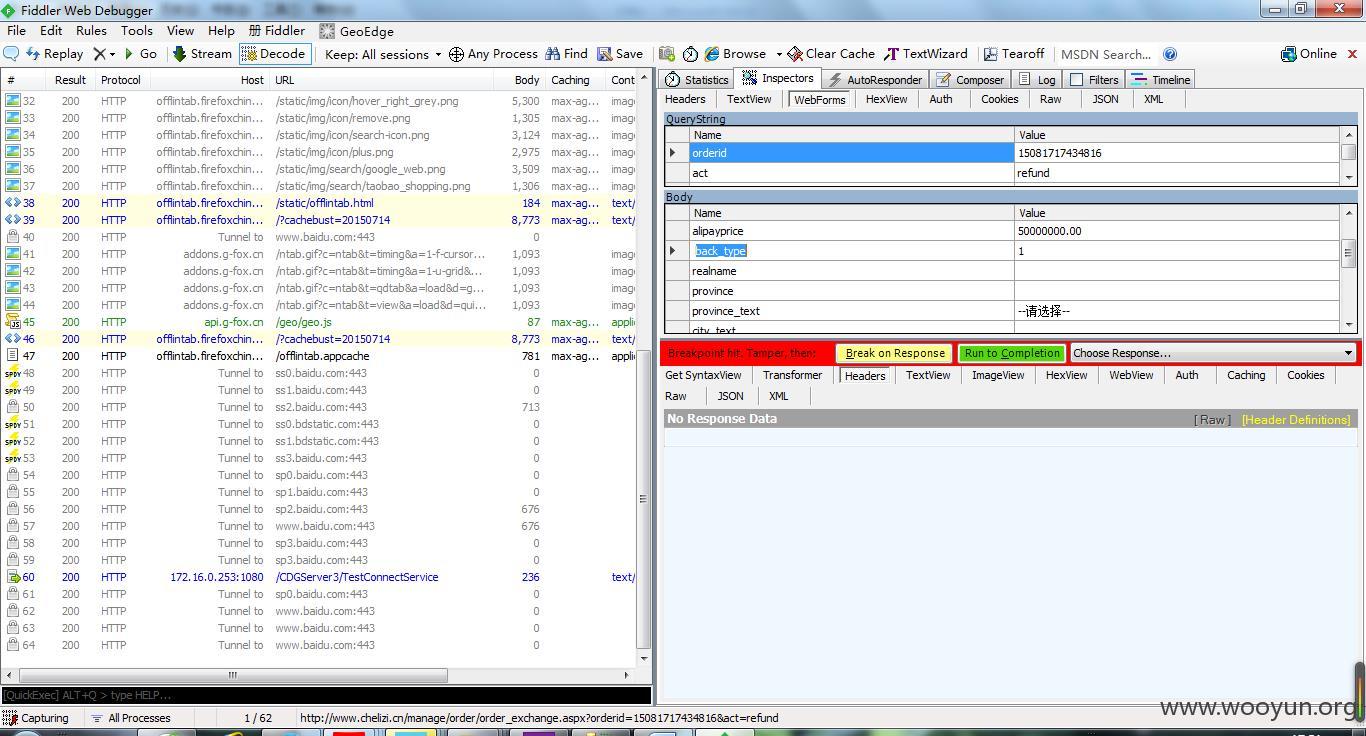 Fiddler Web Debugger
File Edit Rules Tools View Help Fiddler GeoEdge
Replay Go Stream Decode Keep: All sessions Any Process Find Save Browse Clear Cache TextWizard Tearoff MSDN Search... Online
# Result Protocol Host URL Body Caching Cont
32 200 HTTP offlintab.firefoxchin... /static/img/icon/hover_right_grey.png 5,300 max-ag... imag
33 200 HTTP offlintab.firefoxchin... /static/img/icon/remove.png 1,305 max-ag... imag
34 200 HTTP offlintab.firefoxchin... /static/img/icon/search-icon.png 3,124 max-ag... imag
35 200 HTTP offlintab.firefoxchin... /static/img/icon/plus.png 2,975 max-ag... imag
36 200 HTTP offlintab.firefoxchin... /static/img/search/google_web.png 3,509 max-ag... imag
37 200 HTTP offlintab.firefoxchin... /static/img/search/taobao_shopping.png 1,306 max-ag... imag
38 200 HTTP offlintab.firefoxchin... /static/offlintab.html 184 max-ag... text/
39 200 HTTP offlintab.firefoxchin... /?cachebust=20150714 8,773 max-ag... text/
40 200 HTTP Tunnel to www.baidu.com:443 0
41 200 HTTP addons.g-fox.cn /ntab.gif?c=ntab&t=timing&a=1-f-cursor... 1,093 imag
42 200 HTTP addons.g-fox.cn /ntab.gif?c=ntab&t=timing&a=1-u-grid&... 1,093 imag
43 200 HTTP addons.g-fox.cn /ntab.gif?c=ntab&t=qdtab&a=load&d=g... 1,093 imag
44 200 HTTP addons.g-fox.cn /ntab.gif?c=ntab&t=view&a=load&d=qui... 1,093 imag
45 200 HTTP api.g-fox.cn /geo/geo.js 87 max-ag... applic
46 200 HTTP offlintab.firefoxchin... /?cachebust=20150714 8,773 max-ag... text/
47 200 HTTP offlintab.firefoxchin... /offlintab.appcache 781 max-ag... applic
48 200 HTTP Tunnel to ss0.baidu.com:443 0
49 200 HTTP Tunnel to ss1.baidu.com:443 0
50 200 HTTP Tunnel to ss2.baidu.com:443 713
51 200 HTTP Tunnel to ss0.bdstatic.com:443 0
52 200 HTTP Tunnel to ss1.bdstatic.com:443 0
53 200 HTTP Tunnel to ss3.baidu.com:443 0
54 200 HTTP Tunnel to sp0.baidu.com:443 0
55 200 HTTP Tunnel to sp1.baidu.com:443 0
56 200 HTTP Tunnel to sp2.baidu.com:443 676
57 200 HTTP Tunnel to www.baidu.com:443 676
58 200 HTTP Tunnel to sp3.baidu.com:443 0
59 200 HTTP Tunnel to sp3.baidu.com:443 0
60 200 HTTP 172.16.0.253:1080 /CDGServer3/TestConnectService 236 text/
61 200 HTTP Tunnel to sp0.baidu.com:443 0
62 200 HTTP Tunnel to www.baidu.com:443 0
63 200 HTTP Tunnel to www.baidu.com:443 0
64 200 HTTP Tunnel to www.baidu.com:443 0
[QuickExec] ALT+Q > type HELP...
Statistics Inspectors AutoResponder Composer Log Filters Timeline
Headers TextView WebForms HexView Auth Cookies Raw JSON XML
QueryString
Name Value
orderid 15081717434816
act refund
Body
Name Value
alipayprice 50000000.00
back_type 1
realname
province
province_text --请选择--
city_text
Breakpoint hit. Tamper, then: Break on Response Run to Completion Choose Response...
Get SyntaxView Transformer Headers TextView ImageView HexView WebView Auth Caching Cookies
Raw JSON XML
No Response Data [Raw] [Header Definitions]
www.wooyun.org
Capturing All Processes 1 / 62 http://www.chelizi.cn/manage/order/order_exchange.aspx?orderid=15081717434816&act=refund